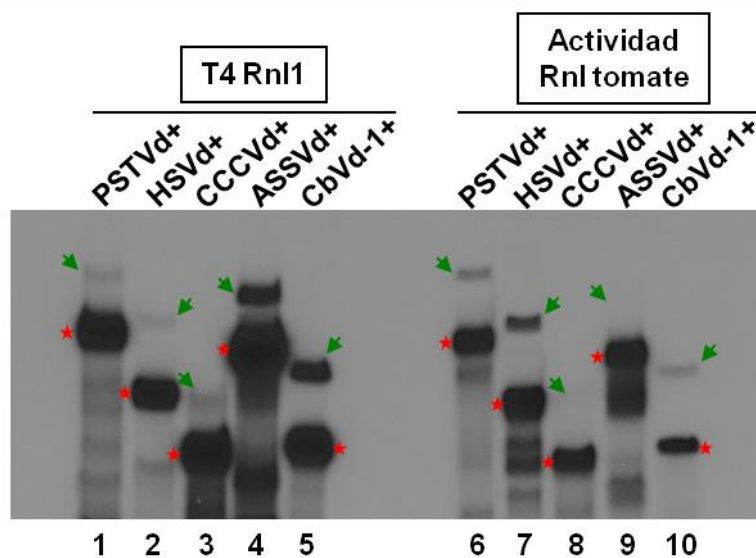 T4 Rnl1
Actividad
Rnl tomate
PSTVd+ HSVd+ CCCVd+ ASSVd+ CbVd-1+ PSTVd+ HSVd+ CCCVd+ ASSVd+ CbVd-1+
1 2 3 4 5 6 7 8 9 10